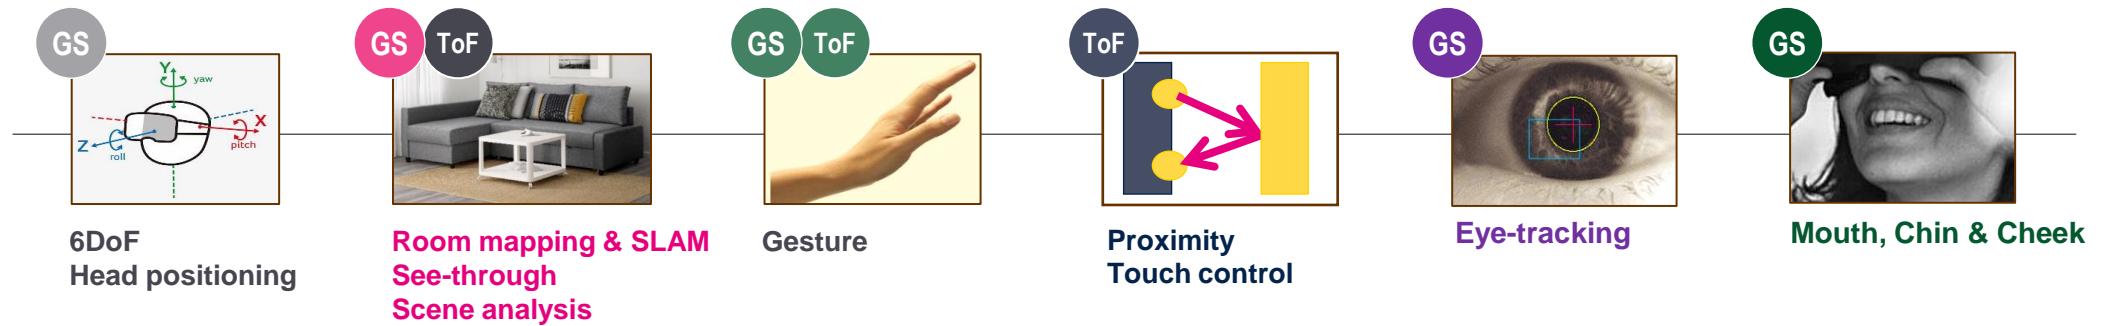 GS
GS ToF
GS ToF
ToF
GS
GS
Y
yaw
X
pitch
Z
roll
6DoF
Head positioning
Room mapping & SLAM
See-through
Scene analysis
Gesture
Proximity
Touch control
Eye-tracking
Mouth, Chin & Cheek